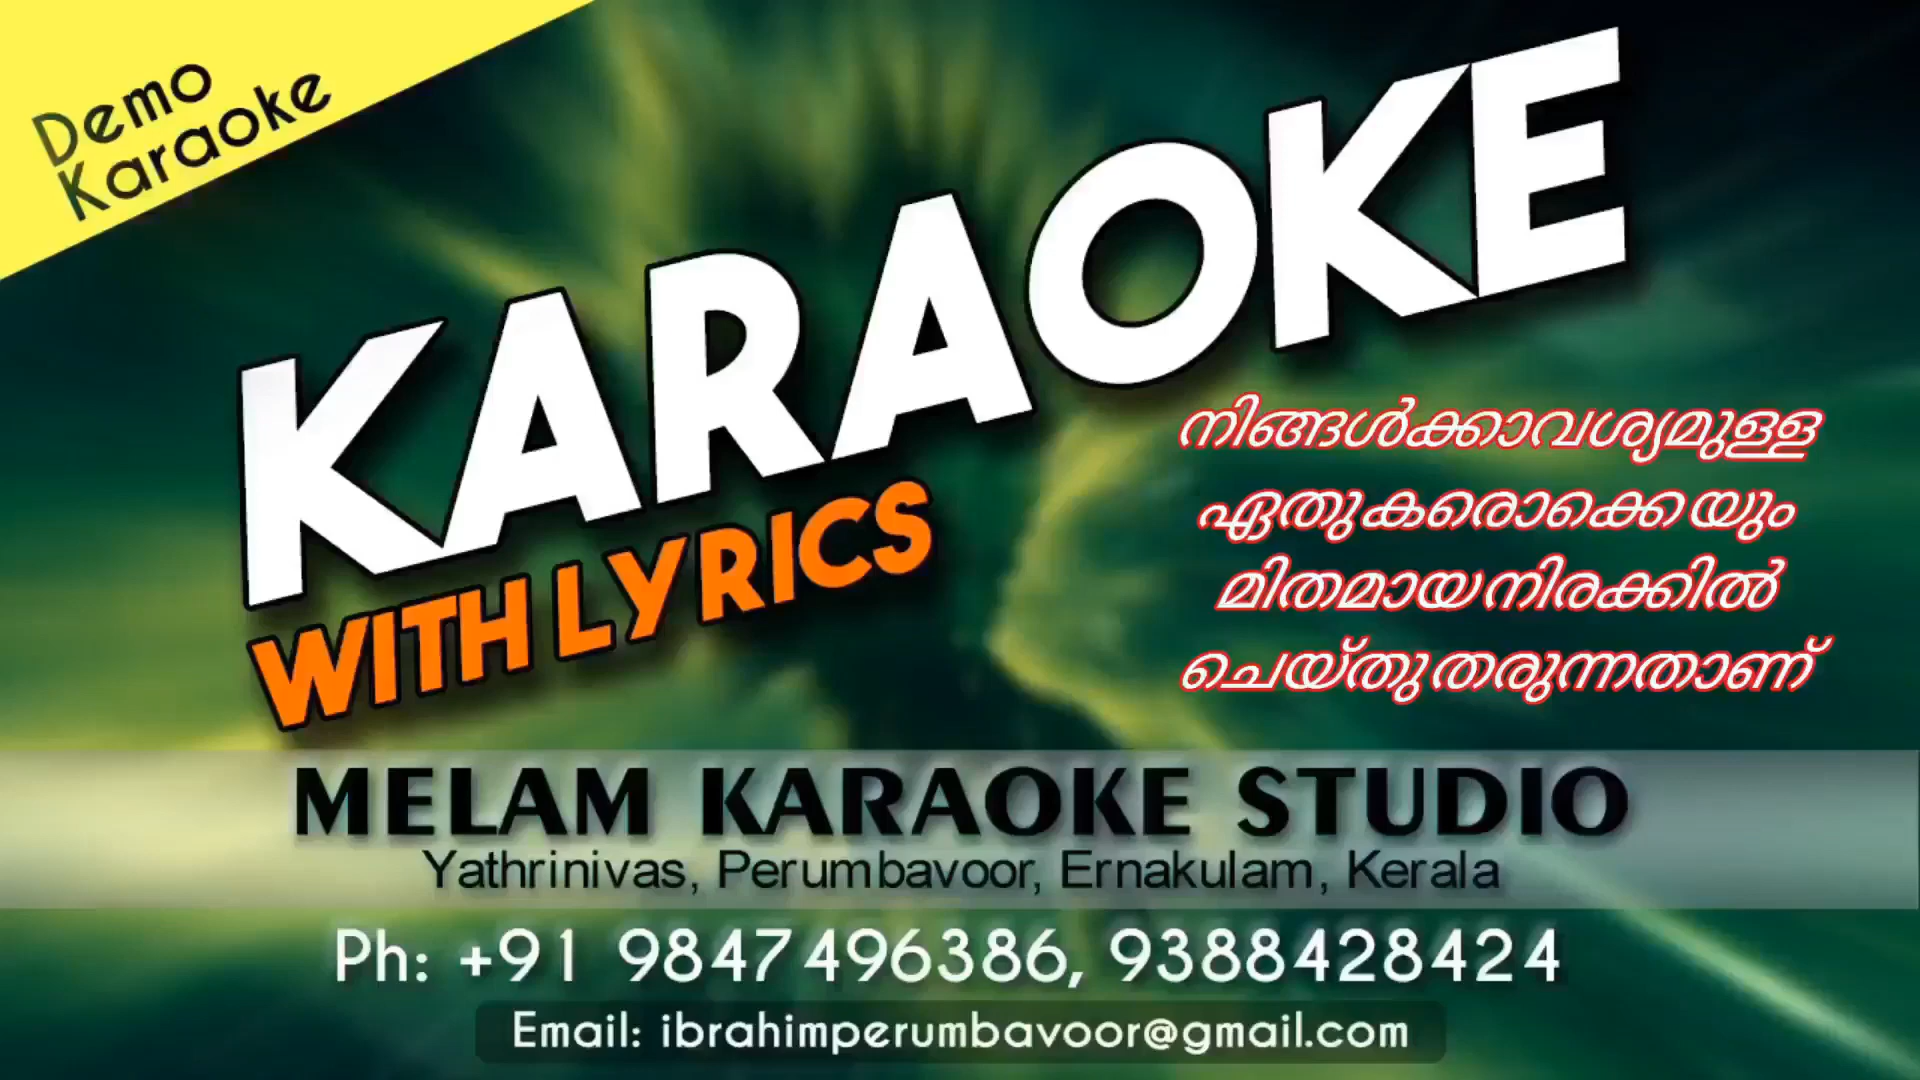 Demo
Karaoke
KARAOKE
WITH LYRICS
നിങ്ങൾക്കാവശ്യമുള്ള
ഏതു കരൊക്കെയും
മിതമായ നിരക്കിൽ
ചെയ്തു തരുന്നതാണ്
MELAM KARAOKE STUDIO
Yathrinivas, Perumbavoor, Ernakulam, Kerala
Ph: +91 9847496386, 9388428424
Email: ibrahimperumbavoor@gmail.com